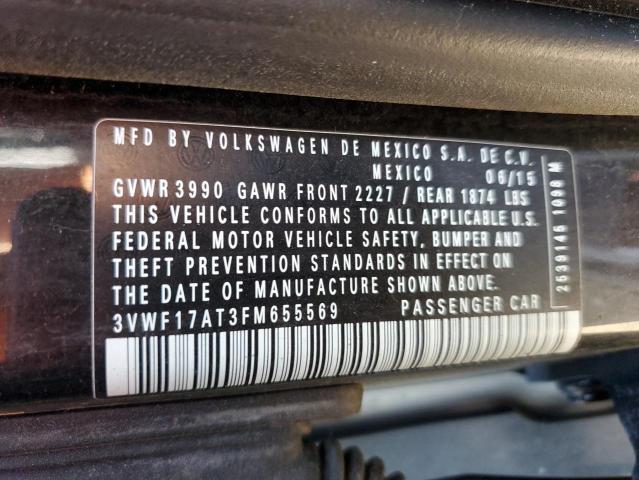 MFD BY VOLKSWAGEN DE MEXICO S.A. DE C.V.
MEXICO 06/15
GVWR 3990 GAWR FRONT 2227 / REAR 1874 LBS
THIS VEHICLE CONFORMS TO ALL APPLICABLE U.S.
FEDERAL MOTOR VEHICLE SAFETY, BUMPER AND
THEFT PREVENTION STANDARDS IN EFFECT ON
THE DATE OF MANUFACTURE SHOWN ABOVE.
3VWF17AT3FM655569 PASSENGER CAR
2539145 1098 M